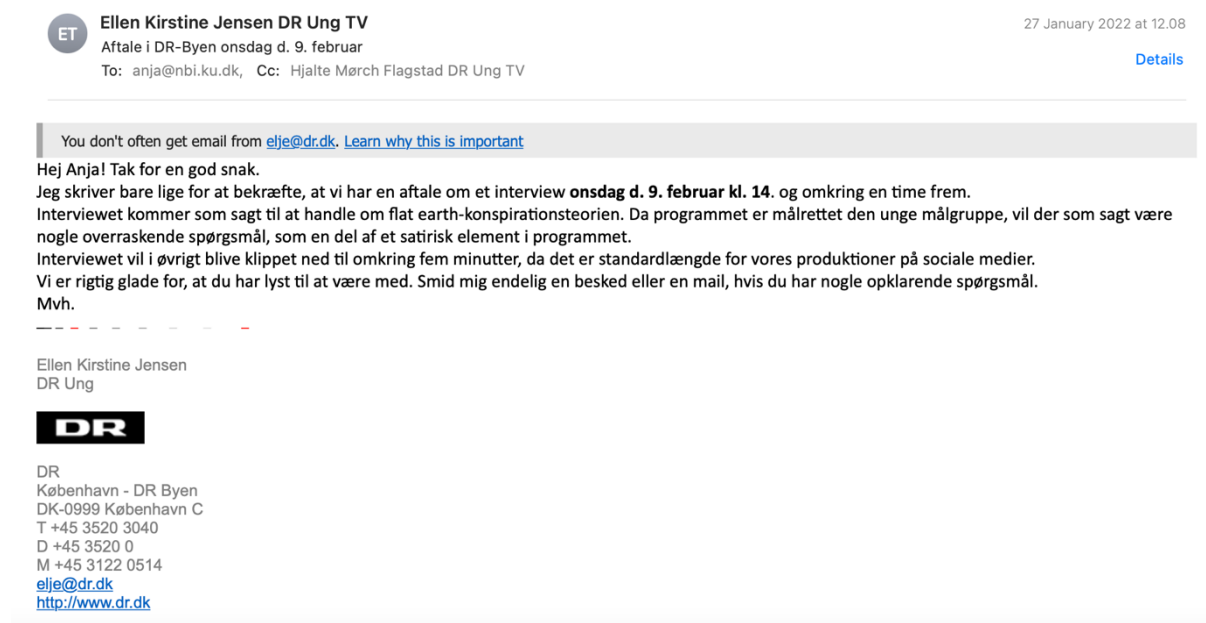 ET
Ellen Kirstine Jensen DR Ung TV
27 January 2022 at 12.08
Aftale i DR-Byen onsdag d. 9. februar
To: anja@nbi.ku.dk, Cc: Hjalte Mørch Flagstad DR Ung TV
Details
You don't often get email from elje@dr.dk. Learn why this is important
Hej Anja! Tak for en god snak.
Jeg skriver bare lige for at bekræfte, at vi har en aftale om et interview onsdag d. 9. februar kl. 14. og omkring en time frem.
Interviewet kommer som sagt til at handle om flat earth-konspirationsteorien. Da programmet er målrettet den unge målgruppe, vil der som sagt være
nogle overraskende spørgsmål, som en del af et satirisk element i programmet.
Interviewet vil i øvrigt blive klippet ned til omkring fem minutter, da det er standardlængde for vores produktioner på sociale medier.
Vi er rigtig glade for, at du har lyst til at være med. Smid mig endelig en besked eller en mail, hvis du har nogle opklarende spørgsmål.
Mvh.
Ellen Kirstine Jensen
DR Ung
DR
DR
København - DR Byen
DK-0999 København C
T +45 3520 3040
D +45 3520 0
M +45 3122 0514
elje@dr.dk
http://www.dr.dk